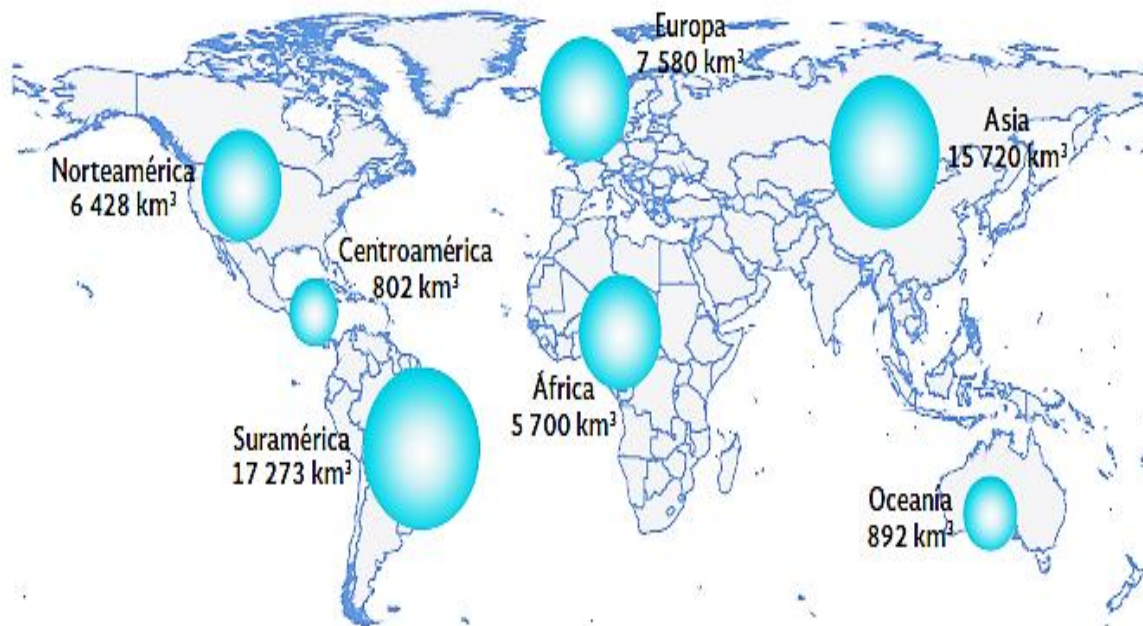 Europa
7 580 km³
Asia
15 720 km³
Norteamérica
6 428 km³
Centroamérica
802 km³
África
5 700 km³
Suramérica
17 273 km³
Oceanía
892 km³